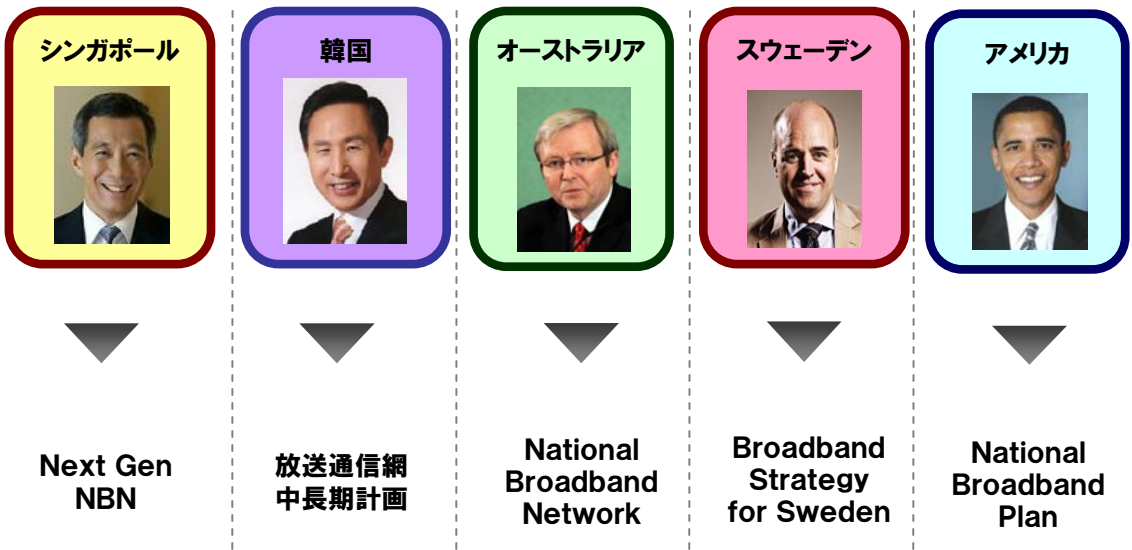 シンガポール
韓国
オーストラリア
スウェーデン
アメリカ
Next Gen
NBN
放送通信網
中長期計画
National
Broadband
Network
Broadband
Strategy
for Sweden
National
Broadband
Plan